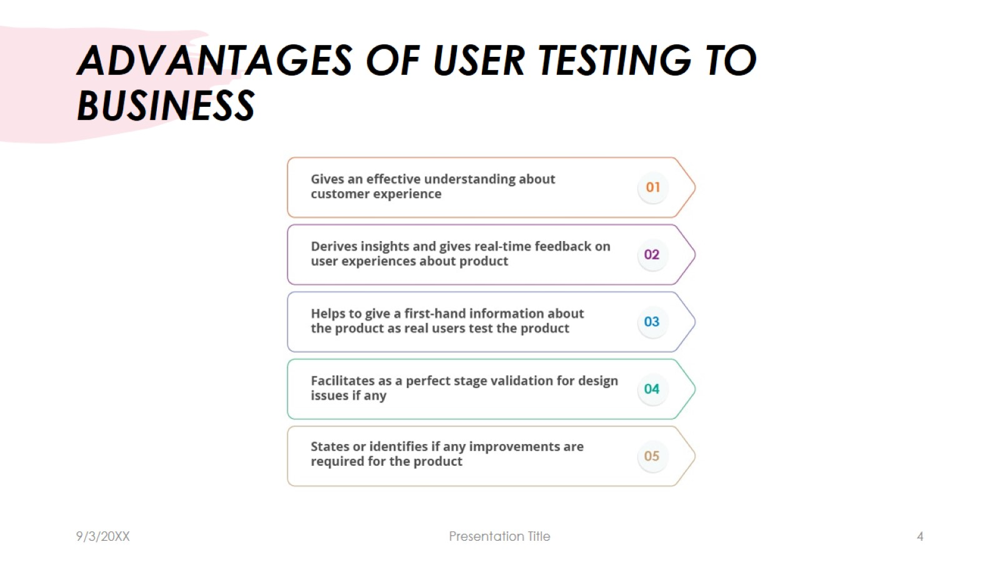 ADVANTAGES OF USER TESTING TO
BUSINESS
Gives an effective understanding about
customer experience
01
Derives insights and gives real-time feedback on
user experiences about product
02
Helps to give a first-hand information about
the product as real users test the product
03
Facilitates as a perfect stage validation for design
issues if any
04
States or identifies if any improvements are
required for the product
05
9/3/20XX
Presentation Title
4